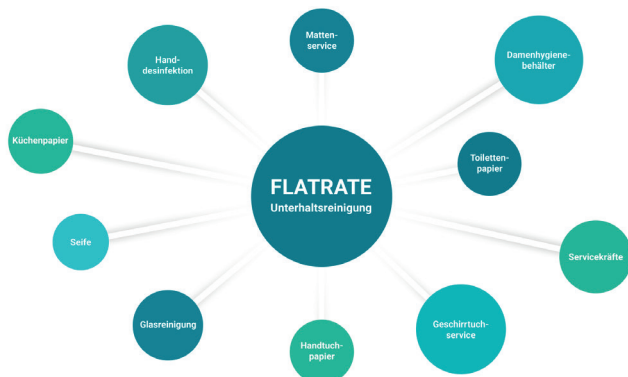 Matten-
service
Hand-
desinfektion
Damenhygiene-
behälter
Küchenpapier
Toiletten-
papier
FLATRATE
Unterhaltsreinigung
Seife
Servicekräfte
Glasreinigung
Geschirrtuch-
service
Handtuch-
papier